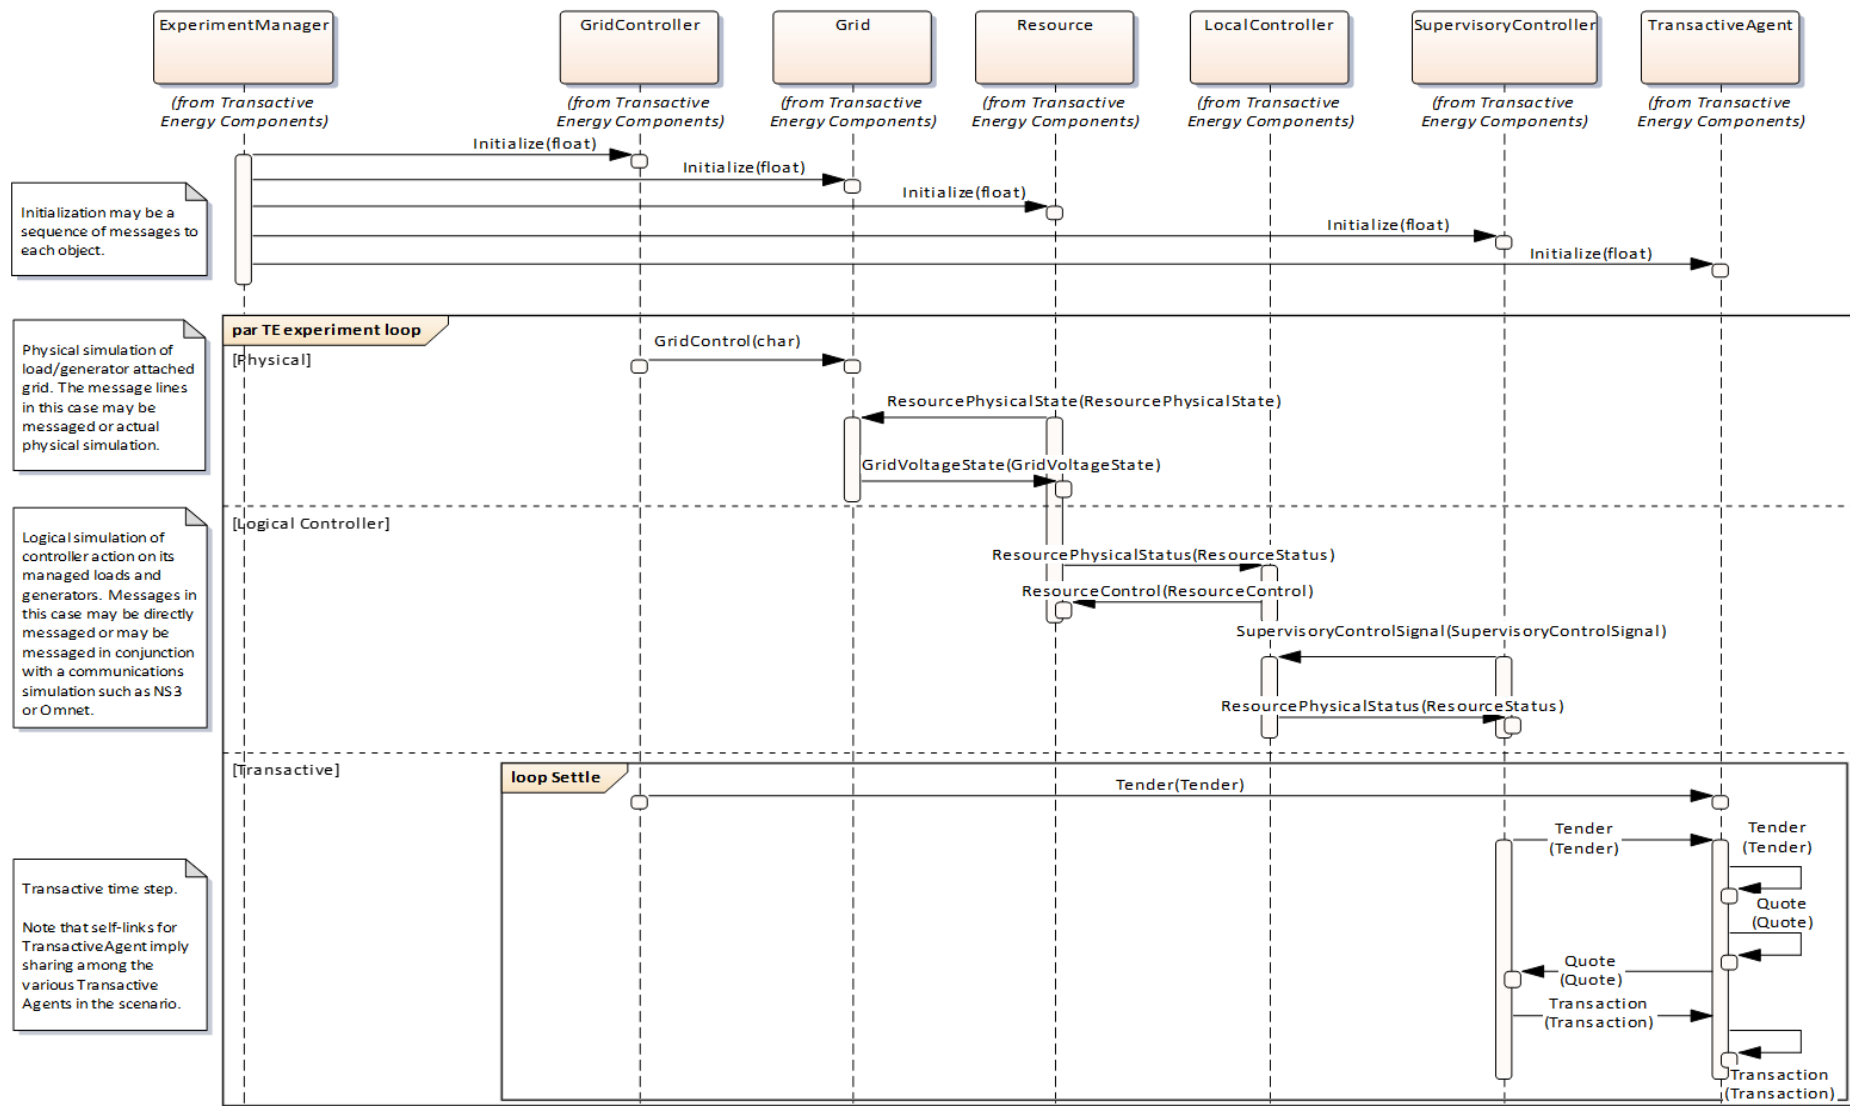 ExperimentManager
GridController
Grid
Resource
LocalController
SupervisoryController
TransactiveAgent
(from Transactive
Energy Components)
(from Transactive
Energy Components)
(from Transactive
Energy Components)
(from Transactive
Energy Components)
(from Transactive
Energy Components)
(from Transactive
Energy Components)
(from Transactive
Energy Components)
Initialize(float)
Initialize(float)
Initialize(float)
Initialize(float)
Initialize(float)
Initialization may be a
sequence of messages to
each object.
par TE experiment loop
[Physical]
GridControl(char)
Physical simulation of
load/generator attached
grid. The message lines
in this case may be
messaged or actual
physical simulation.
ResourcePhysicalState(ResourcePhysicalState)
GridVoltageState(GridVoltageState)
[Logical Controller]
Logical simulation of
controller action on its
managed loads and
generators. Messages in
this case may be directly
messaged or may be
messaged in conjunction
with a communications
simulation such as NS3
or Omnet.
ResourcePhysicalStatus(ResourceStatus)
ResourceControl(ResourceControl)
SupervisoryControlSignal(SupervisoryControlSignal)
ResourcePhysicalStatus(ResourceStatus)
[Transactive]
loop Settle
Tender(Tender)
Tender
(Tender)
Tender
(Tender)
Quote
(Quote)
Quote
(Quote)
Transaction
(Transaction)
Transaction
(Transaction)
Transactive time step.
Note that self-links for
TransactiveAgent imply
sharing among the
various Transactive
Agents in the scenario.